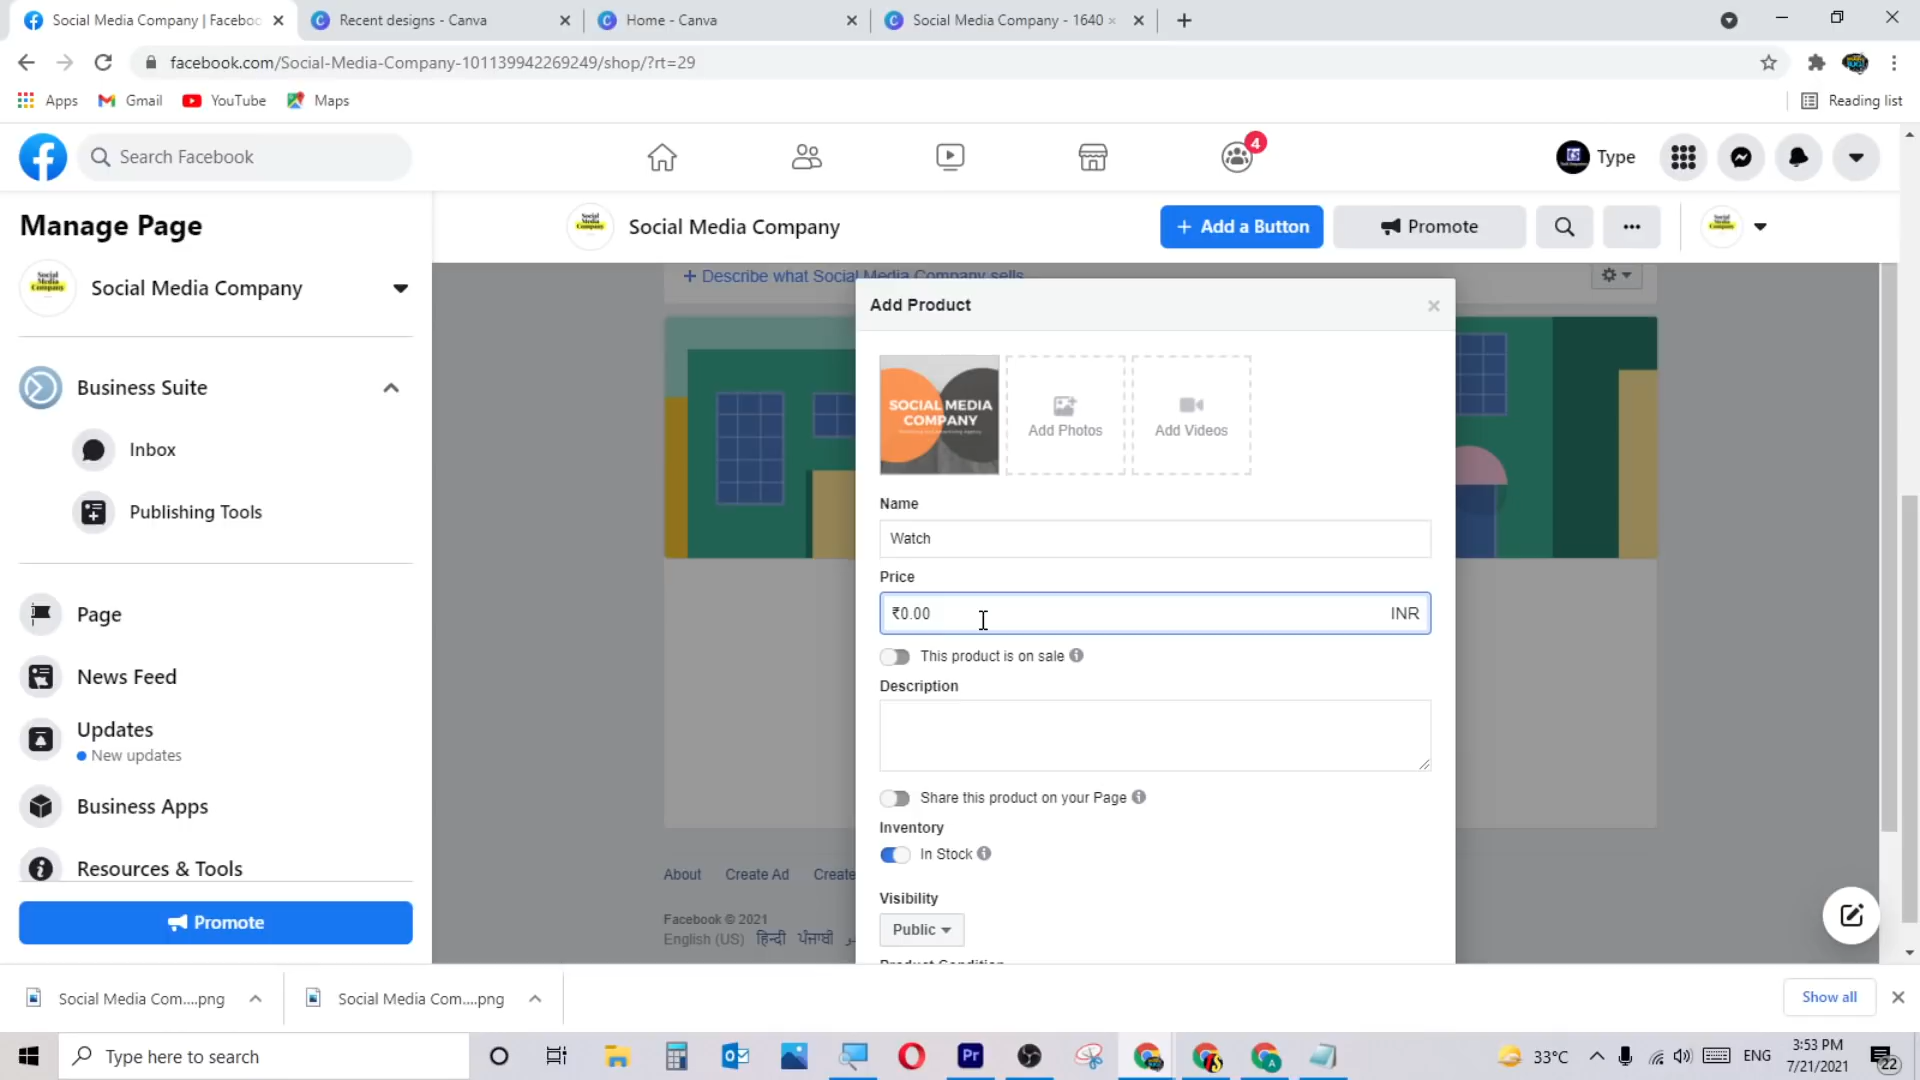 Social Media Company | Faceboo
Recent designs - Canva
Home - Canva
Social Media Company - 1640
facebook.com/Social-Media-Company-101139942269249/shop/?rt=29
Apps
Gmail
YouTube
Maps
Reading list
Search Facebook
4
Type
Manage Page
Social Media Company
+ Add a Button
Promote
Social Media Company
+ Describe what Social Media Company sells
Add Product
Business Suite
SOCIAL MEDIA
COMPANY
Add Photos
Add Videos
Inbox
Publishing Tools
Name
Watch
Price
₹0.00
INR
This product is on sale
Description
Page
News Feed
Updates
New updates
Business Apps
Resources & Tools
Share this product on your Page
Inventory
In Stock
Visibility
Public
Product Condition
About
Create Ad
Create
Facebook © 2021
English (US)
हिन्दी
ਪੰਜਾਬੀ
Promote
Social Media Com....png
Social Media Com....png
Show all
Type here to search
Pr
33°C
ENG
3:53 PM
7/21/2021
22